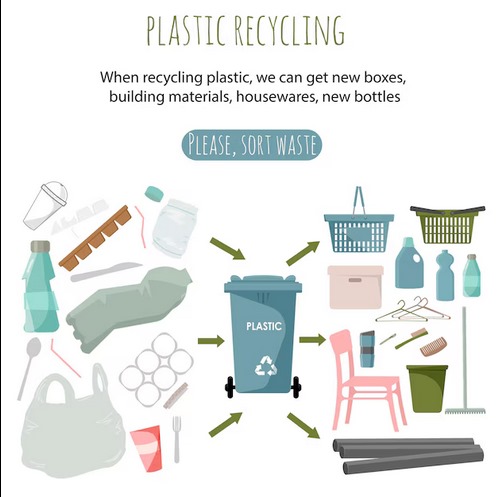 PLASTIC RECYCLING
When recycling plastic, we can get new boxes,
building materials, housewares, new bottles
PLEASE, SORT WASTE
PLASTIC